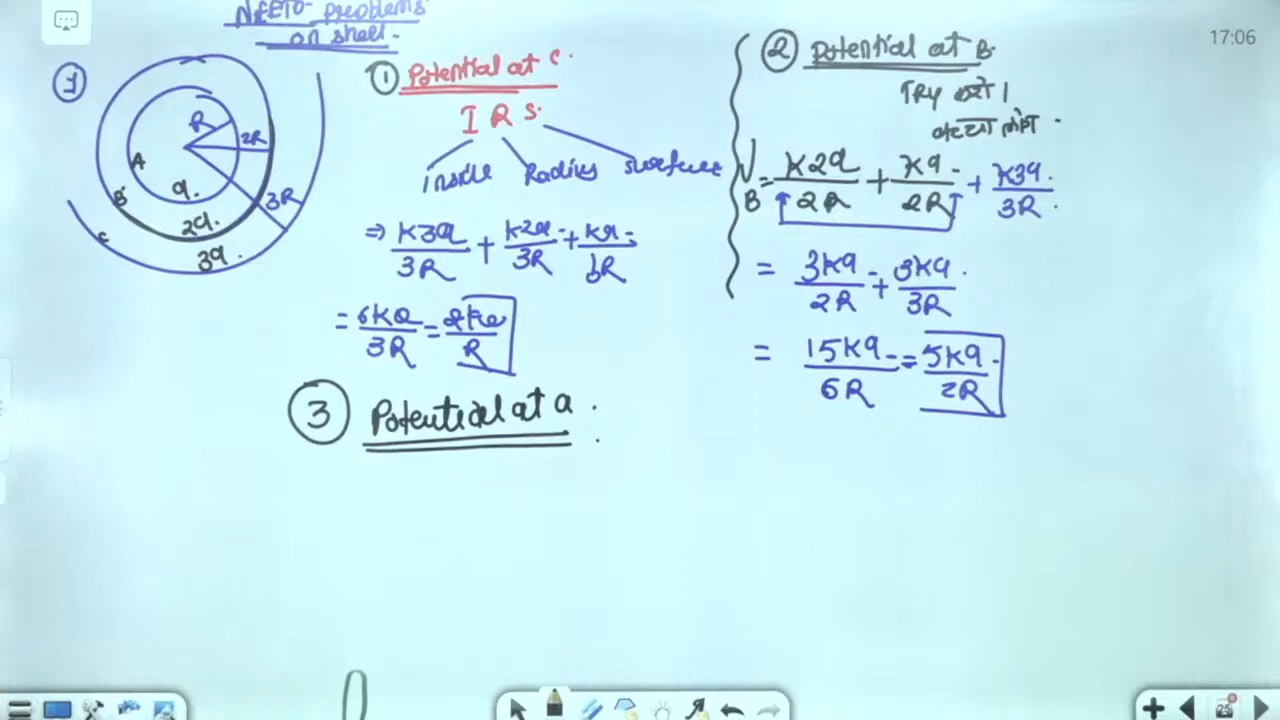 NEETO- problems
on shell.
17:06
1
R
2R
3R
A
B
C
q.
2q.
3q.
① Potential at C.
I R S.
inside Radius surface
⇒ K3q/3R + K2q/3R + Kq/3R
= 6KQ/3R = 2KQ/R
② Potential at B.
TRY करो।
V_B = K2q/2R + Kq/2R + K3q/3R
= 3Kq/2R + 3Kq/3R
= 15Kq/6R = 5Kq/2R
③ Potential at a.
25